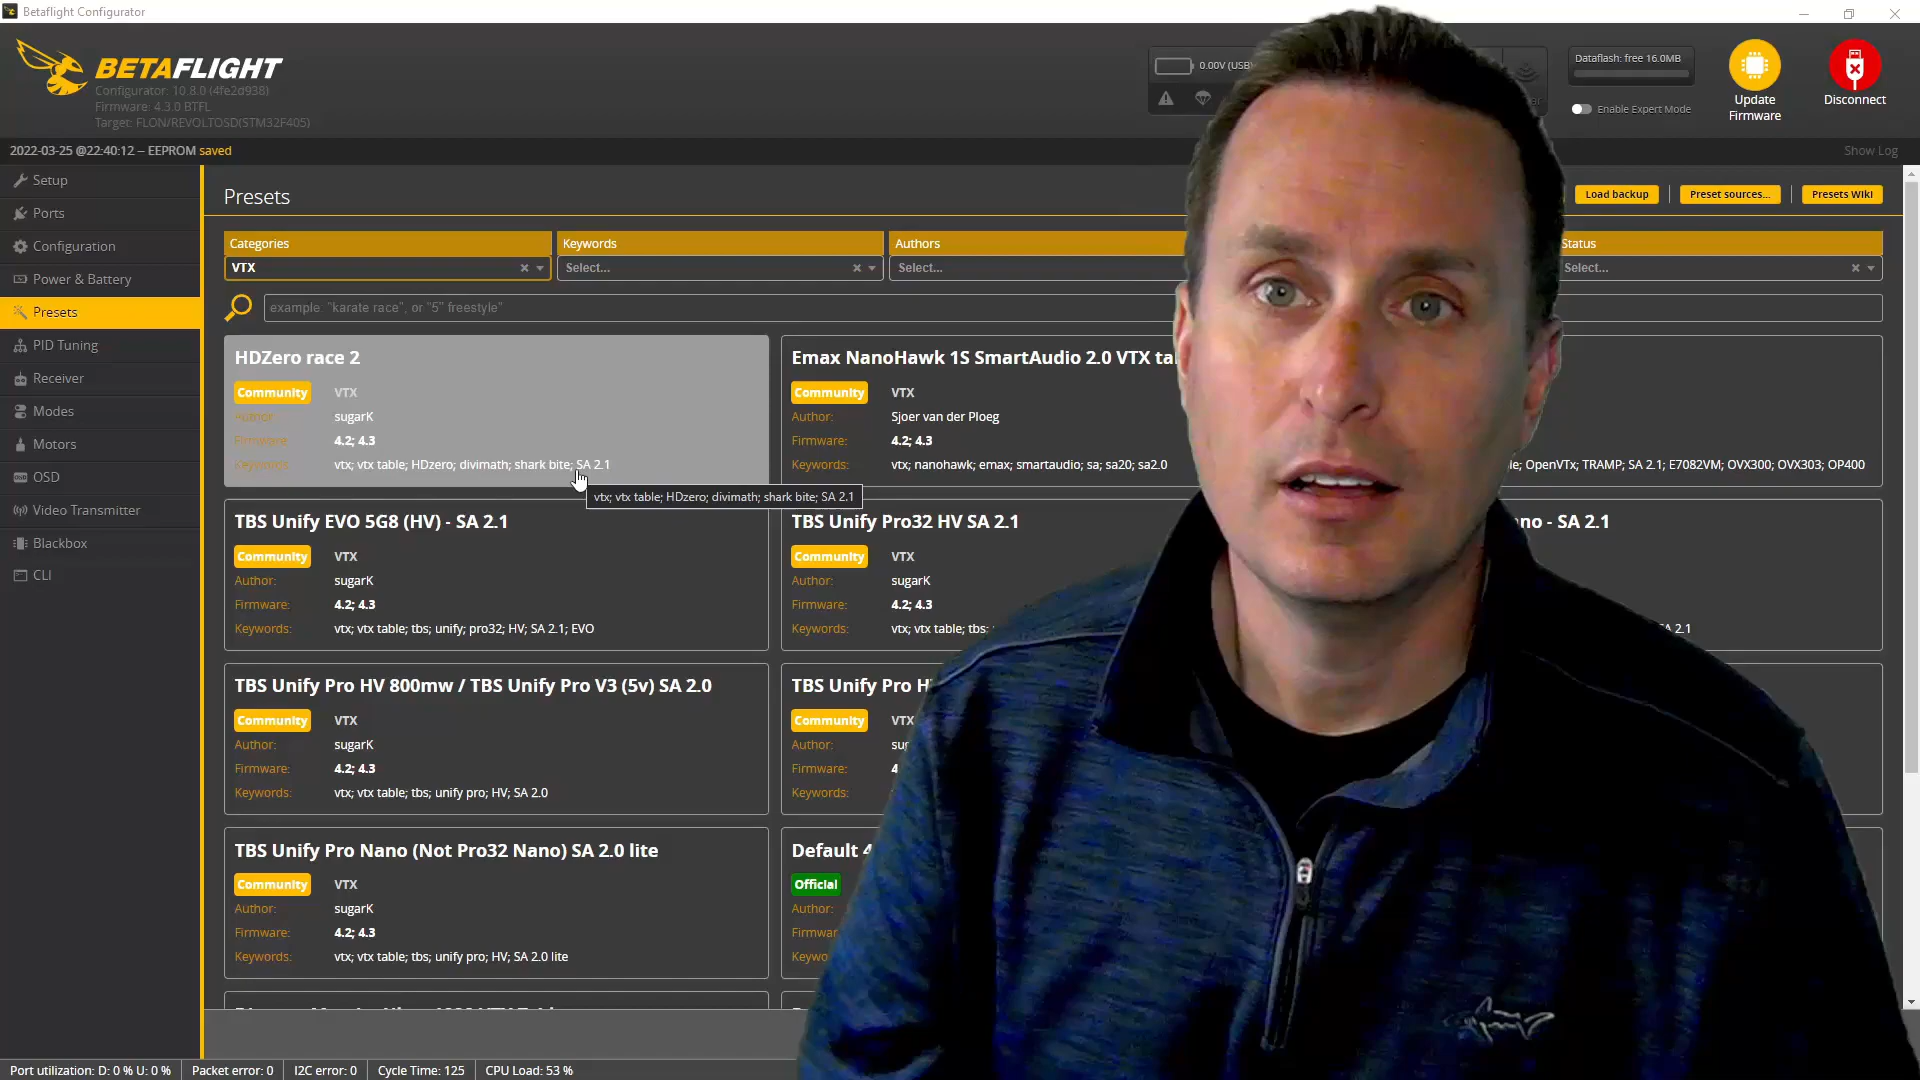 Betaflight Configurator
BETAFLIGHT
Configurator: 10.8.0 (4fe2d938)
Firmware: 4.3.0 BTFL
Target: FLON/REVOLTOSD(STM32F405)
0.00V (USB)
Dataflash: free 16.0MB
Enable Expert Mode
Update
Firmware
Disconnect
2022-03-25 @22:40:12 -- EEPROM saved
Show Log
Setup
Ports
Configuration
Power & Battery
Presets
PID Tuning
Receiver
Modes
Motors
OSD
Video Transmitter
Blackbox
CLI
Presets
Load backup
Preset sources...
Presets Wiki
Categories
Keywords
Authors
Status
VTX
Select...
Select...
Select...
example: "karate race", or "5'' freestyle"
HDZero race 2
Community VTX
Author: sugarK
Firmware: 4.2; 4.3
Keywords: vtx; vtx table; HDzero; divimath; shark bite; SA 2.1
vtx; vtx table; HDzero; divimath; shark bite; SA 2.1
Emax NanoHawk 1S SmartAudio 2.0 VTX
Community VTX
Author: Sjoer van der Ploeg
Firmware: 4.2; 4.3
Keywords: vtx; nanohawk; emax; smartaudio; sa; sa20; sa2.0
OpenVTx; TRAMP; SA 2.1; E7082VM; OVX300; OVX303; OP400
TBS Unify EVO 5G8 (HV) - SA 2.1
Community VTX
Author: sugarK
Firmware: 4.2; 4.3
Keywords: vtx; vtx table; tbs; unify; pro32; HV; SA 2.1; EVO
TBS Unify Pro32 HV SA 2.1
Community VTX
Author: sugarK
Firmware: 4.2; 4.3
Keywords: vtx; vtx table; tbs;
- SA 2.1
2.1
TBS Unify Pro HV 800mw / TBS Unify Pro V3 (5v) SA 2.0
Community VTX
Author: sugarK
Firmware: 4.2; 4.3
Keywords: vtx; vtx table; tbs; unify pro; HV; SA 2.0
TBS Unify Pro
Community VTX
Author:
Firmware:
Keywords:
TBS Unify Pro Nano (Not Pro32 Nano) SA 2.0 lite
Community VTX
Author: sugarK
Firmware: 4.2; 4.3
Keywords: vtx; vtx table; tbs; unify pro; HV; SA 2.0 lite
Default
Official
Author:
Port utilization: D: 0 % U: 0 %
Packet error: 0
I2C error: 0
Cycle Time: 125
CPU Load: 53 %